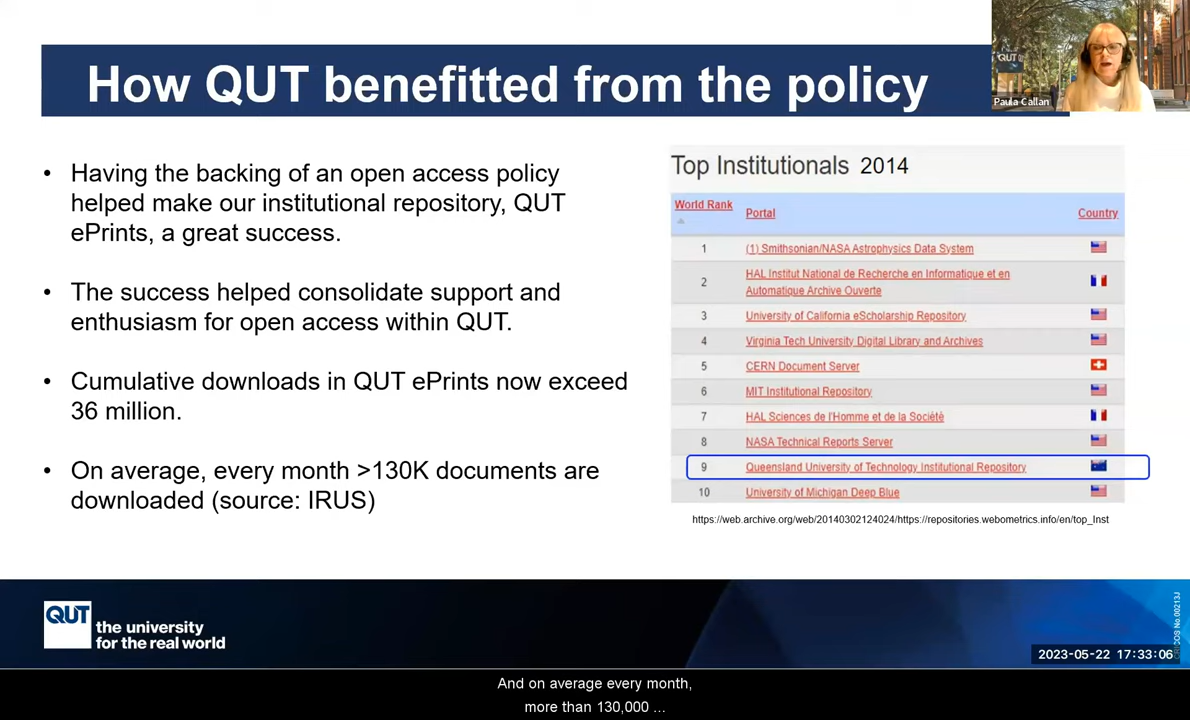 How QUT benefitted from the policy
QUT
Paula Callan
• Having the backing of an open access policy
helped make our institutional repository, QUT
ePrints, a great success.
• The success helped consolidate support and
enthusiasm for open access within QUT.
• Cumulative downloads in QUT ePrints now exceed
36 million.
• On average, every month >130K documents are
downloaded (source: IRUS)
Top Institutionals 2014
World Rank Portal Country
1 (1) Smithsonian/NASA Astrophysics Data System
2 HAL Institut National de Recherche en Informatique et en
Automatique Archive Ouverte
3 University of California eScholarship Repository
4 Virginia Tech University Digital Library and Archives
5 CERN Document Server
6 MIT Institutional Repository
7 HAL Sciences de l'Homme et de la Société
8 NASA Technical Reports Server
9 Queensland University of Technology Institutional Repository
10 University of Michigan Deep Blue
https://web.archive.org/web/20140302124024/https://repositories.webometrics.info/en/top_Inst
QUT
the university
for the real world
No.00213J
2023-05-22 17:33:06
And on average every month,
more than 130,000 ...